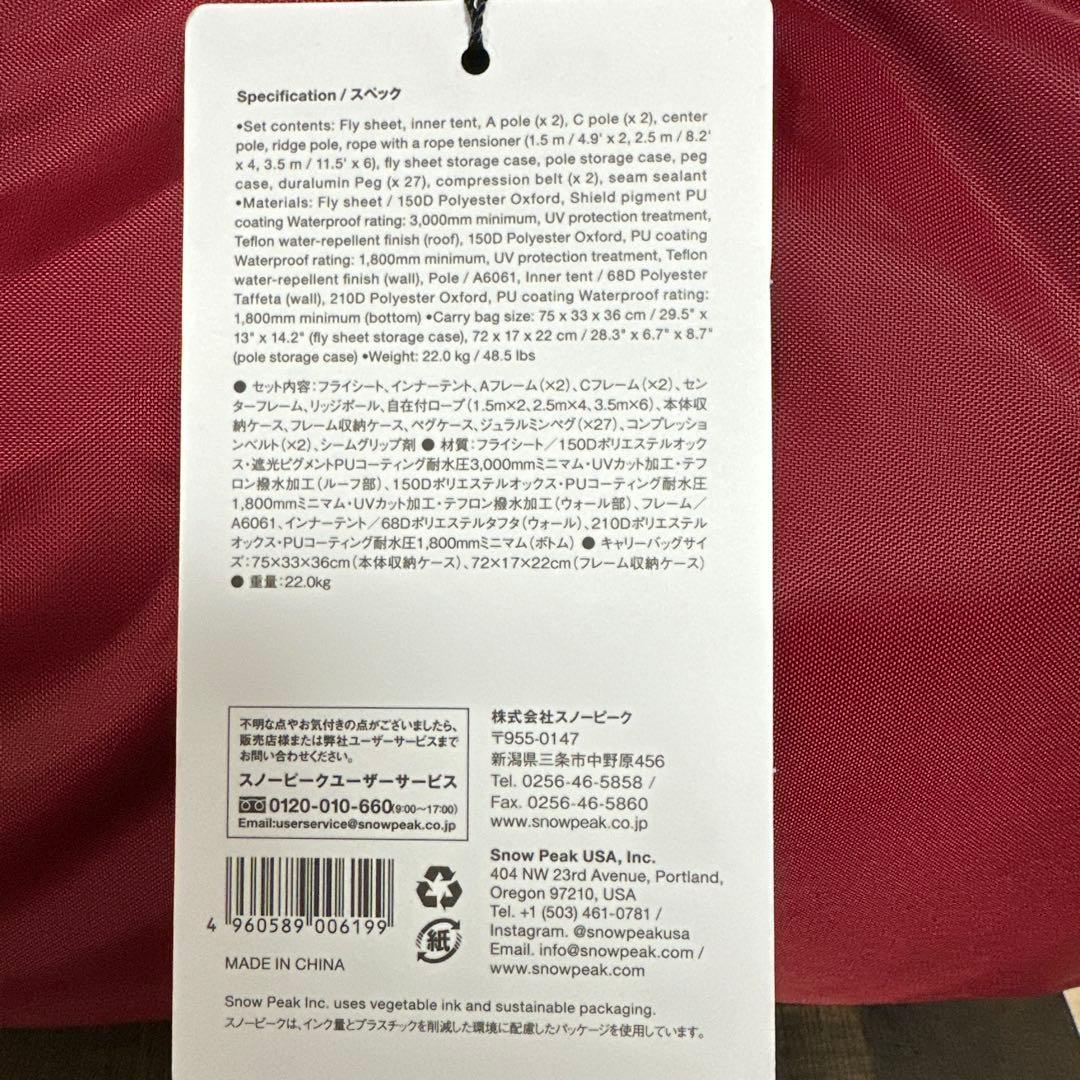 Specification / スペック
•Set contents: Fly sheet, inner tent, A pole (x 2), C pole (x 2), center
pole, ridge pole, rope with a rope tensioner (1.5 m / 4.9' x 2, 2.5 m / 8.2'
x 4, 3.5 m / 11.5' x 6), fly sheet storage case, pole storage case, peg
case, duralumin Peg (x 27), compression belt (x 2), seam sealant
•Materials: Fly sheet / 150D Polyester Oxford, Shield pigment PU
coating Waterproof rating: 3,000mm minimum, UV protection treatment,
Teflon water-repellent finish (roof), 150D Polyester Oxford, PU coating
Waterproof rating: 1,800mm minimum, UV protection treatment, Teflon
water-repellent finish (wall), Pole / A6061, Inner tent / 68D Polyester
Taffeta (wall), 210D Polyester Oxford, PU coating Waterproof rating:
1,800mm minimum (bottom) •Carry bag size: 75 x 33 x 36 cm / 29.5" x
13" x 14.2" (fly sheet storage case), 72 x 17 x 22 cm / 28.3" x 6.7" x 8.7"
(pole storage case) •Weight: 22.0 kg / 48.5 lbs
● セット内容:フライシート、インナーテント、Aフレーム(×2)、Cフレーム(×2)、セン
ターフレーム、リッジポール、自在付ロープ(1.5m×2、2.5m×4、3.5m×6)、本体収
納ケース、フレーム収納ケース、ペグケース、ジュラルミンペグ(×27)、コンプレッショ
ンベルト(×2)、シームグリップ剤 ● 材質:フライシート/150Dポリエステルオック
ス・遮光ピグメントPUコーティング耐水圧3,000mmミニマム・UVカット加工・テフ
ロン撥水加工(ルーフ部)、150Dポリエステルオックス・PUコーティング耐水圧
1,800mmミニマム・UVカット加工・テフロン撥水加工(ウォール部)、フレーム/
A6061、インナーテント/68Dポリエステルタフタ(ウォール)、210Dポリエステル
オックス・PUコーティング耐水圧1,800mmミニマム(ボトム) ● キャリーバッグサイ
ズ:75×33×36cm(本体収納ケース)、72×17×22cm(フレーム収納ケース)
● 重量:22.0kg
不明な点やお気付きの点がございましたら、
販売店様または弊社ユーザーサービスまで
お問い合わせください。
スノーピークユーザーサービス
0120-010-660(9:00〜17:00)
Email:userservice@snowpeak.co.jp
株式会社スノーピーク
〒955-0147
新潟県三条市中野原456
Tel. 0256-46-5858 /
Fax. 0256-46-5860
www.snowpeak.co.jp
Snow Peak USA, Inc.
404 NW 23rd Avenue, Portland,
Oregon 97210, USA
Tel. +1 (503) 461-0781 /
Instagram. @snowpeakusa
Email. info@snowpeak.com /
www.snowpeak.com
4 960589 006199
紙
MADE IN CHINA
Snow Peak Inc. uses vegetable ink and sustainable packaging.
スノーピークは、インク量とプラスチックを削減した環境に配慮したパッケージを使用しています。